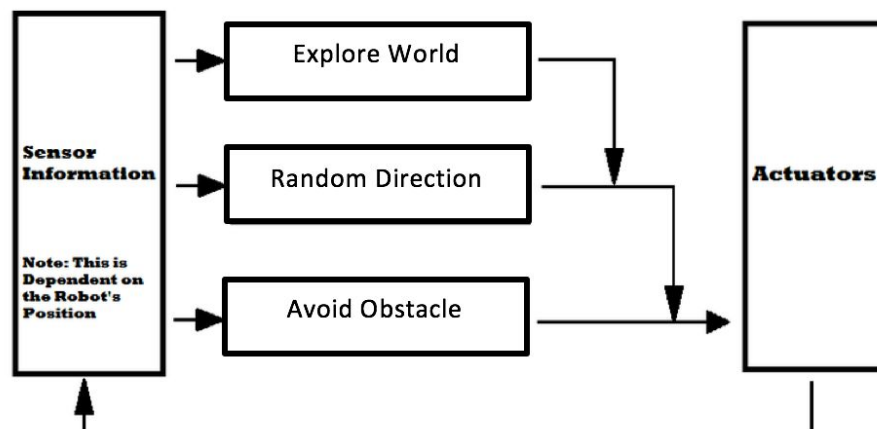 Explore World
Sensor
Information
Random Direction
Actuators
Note: This is
Dependent on
the Robot's
Position
Avoid Obstacle